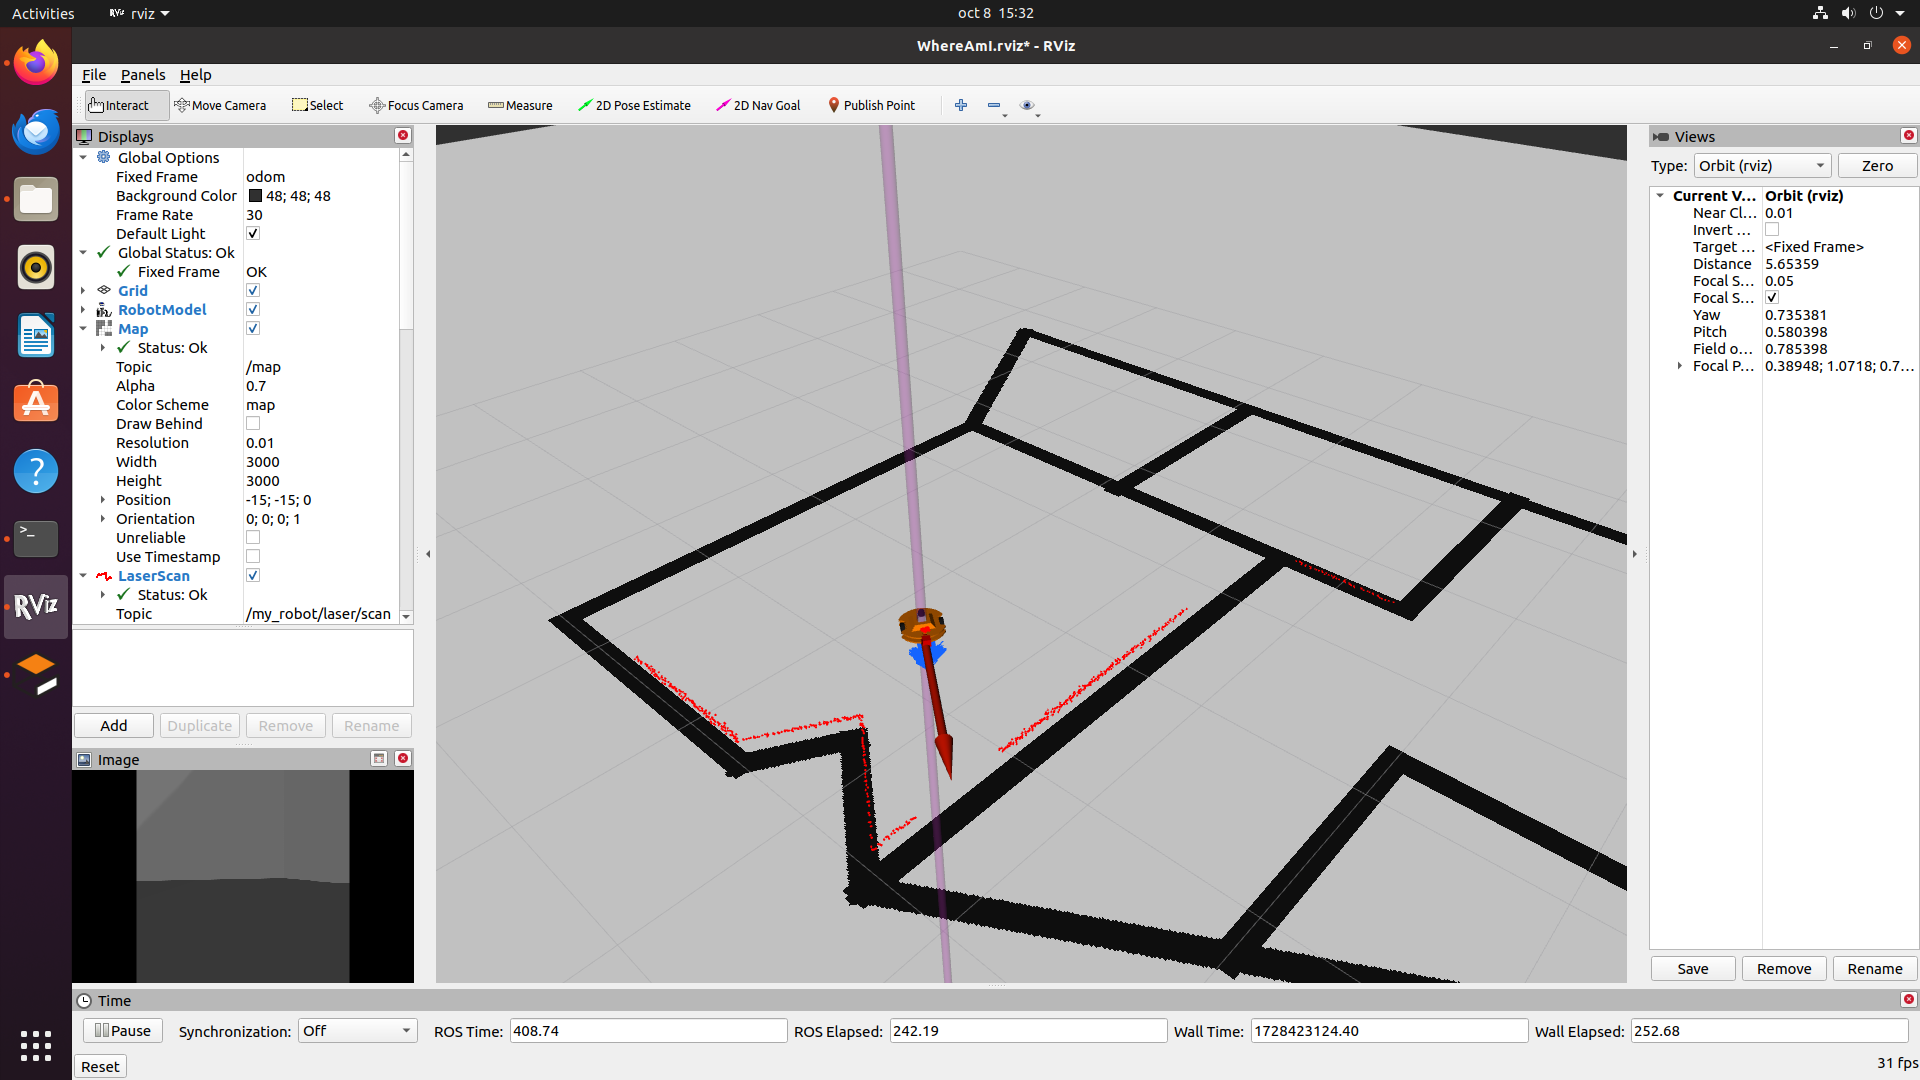 Activities
RViz rviz
oct 8 15:32
WhereAmI.rviz* - RViz
File Panels Help
Interact Move Camera Select Focus Camera Measure 2D Pose Estimate 2D Nav Goal Publish Point
Displays
Global Options
Fixed Frame odom
Background Color 48; 48; 48
Frame Rate 30
Default Light
Global Status: Ok
Fixed Frame OK
Grid
RobotModel
Map
Status: Ok
Topic /map
Alpha 0.7
Color Scheme map
Draw Behind
Resolution 0.01
Width 3000
Height 3000
Position -15; -15; 0
Orientation 0; 0; 0; 1
Unreliable
Use Timestamp
LaserScan
Status: Ok
Topic /my_robot/laser/scan
Add Duplicate Remove Rename
Image
Views
Type: Orbit (rviz) Zero
Current V... Orbit (rviz)
Near Cl... 0.01
Invert ...
Target ... <Fixed Frame>
Distance 5.65359
Focal S... 0.05
Focal S...
Yaw 0.735381
Pitch 0.580398
Field o... 0.785398
Focal P... 0.38948; 1.0718; 0.7...
Save Remove Rename
RViz
Time
Pause Synchronization: Off ROS Time: 408.74 ROS Elapsed: 242.19 Wall Time: 1728423124.40 Wall Elapsed: 252.68
Reset
31 fps